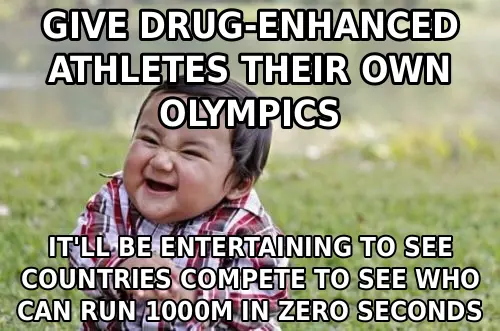 GIVE DRUG-ENHANCED
ATHLETES THEIR OWN
OLYMPICS
IT'LL BE ENTERTAINING TO SEE
COUNTRIES COMPETE TO SEE WHO
CAN RUN 1000M IN ZERO SECONDS